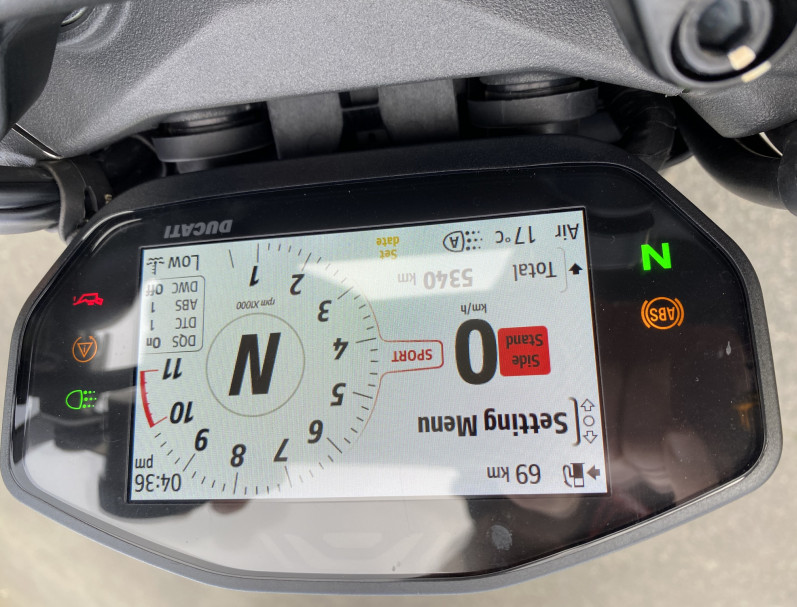 69 km
04:36 pm
Setting Menu
Side Stand
0
km/h
SPORT
N
rpm X1000
1
2
3
4
5
6
7
8
9
10
11
DQS On
DTC 1
ABS 1
DWC Off
Total 5340 km
Air 17°C
A
Set date
Low
DUCATI
N
ABS